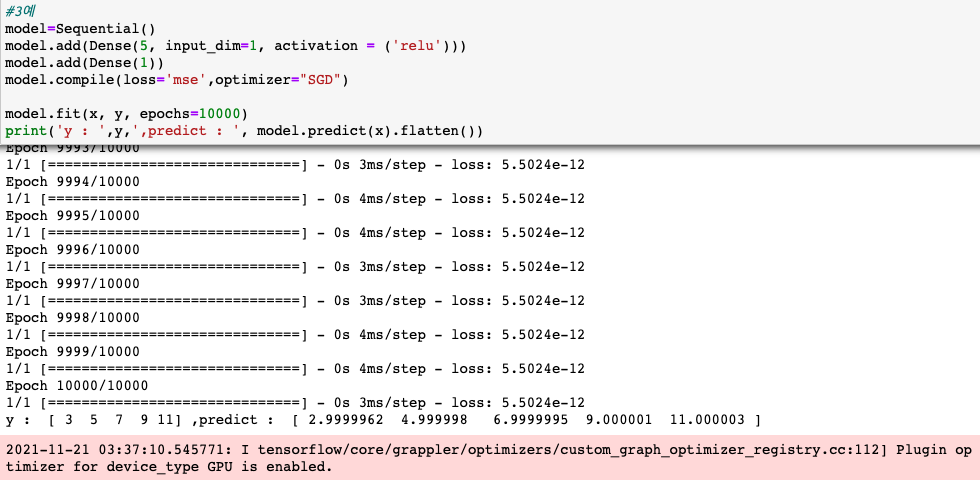 #3예
model=Sequential()
model.add(Dense(5, input_dim=1, activation = ('relu')))
model.add(Dense(1))
model.compile(loss='mse',optimizer="SGD")
model.fit(x, y, epochs=10000)
print('y : ',y,',predict : ', model.predict(x).flatten())
Epoch 9993/10000
1/1 [==============================] - 0s 3ms/step - loss: 5.5024e-12
Epoch 9994/10000
1/1 [==============================] - 0s 4ms/step - loss: 5.5024e-12
Epoch 9995/10000
1/1 [==============================] - 0s 4ms/step - loss: 5.5024e-12
Epoch 9996/10000
1/1 [==============================] - 0s 3ms/step - loss: 5.5024e-12
Epoch 9997/10000
1/1 [==============================] - 0s 3ms/step - loss: 5.5024e-12
Epoch 9998/10000
1/1 [==============================] - 0s 4ms/step - loss: 5.5024e-12
Epoch 9999/10000
1/1 [==============================] - 0s 4ms/step - loss: 5.5024e-12
Epoch 10000/10000
1/1 [==============================] - 0s 3ms/step - loss: 5.5024e-12
y :  [ 3  5  7  9 11] ,predict :  [ 2.9999962  4.999998   6.9999995  9.000001  11.000003 ]
2021-11-21 03:37:10.545771: I tensorflow/core/grappler/optimizers/custom_graph_optimizer_registry.cc:112] Plugin op
timizer for device_type GPU is enabled.